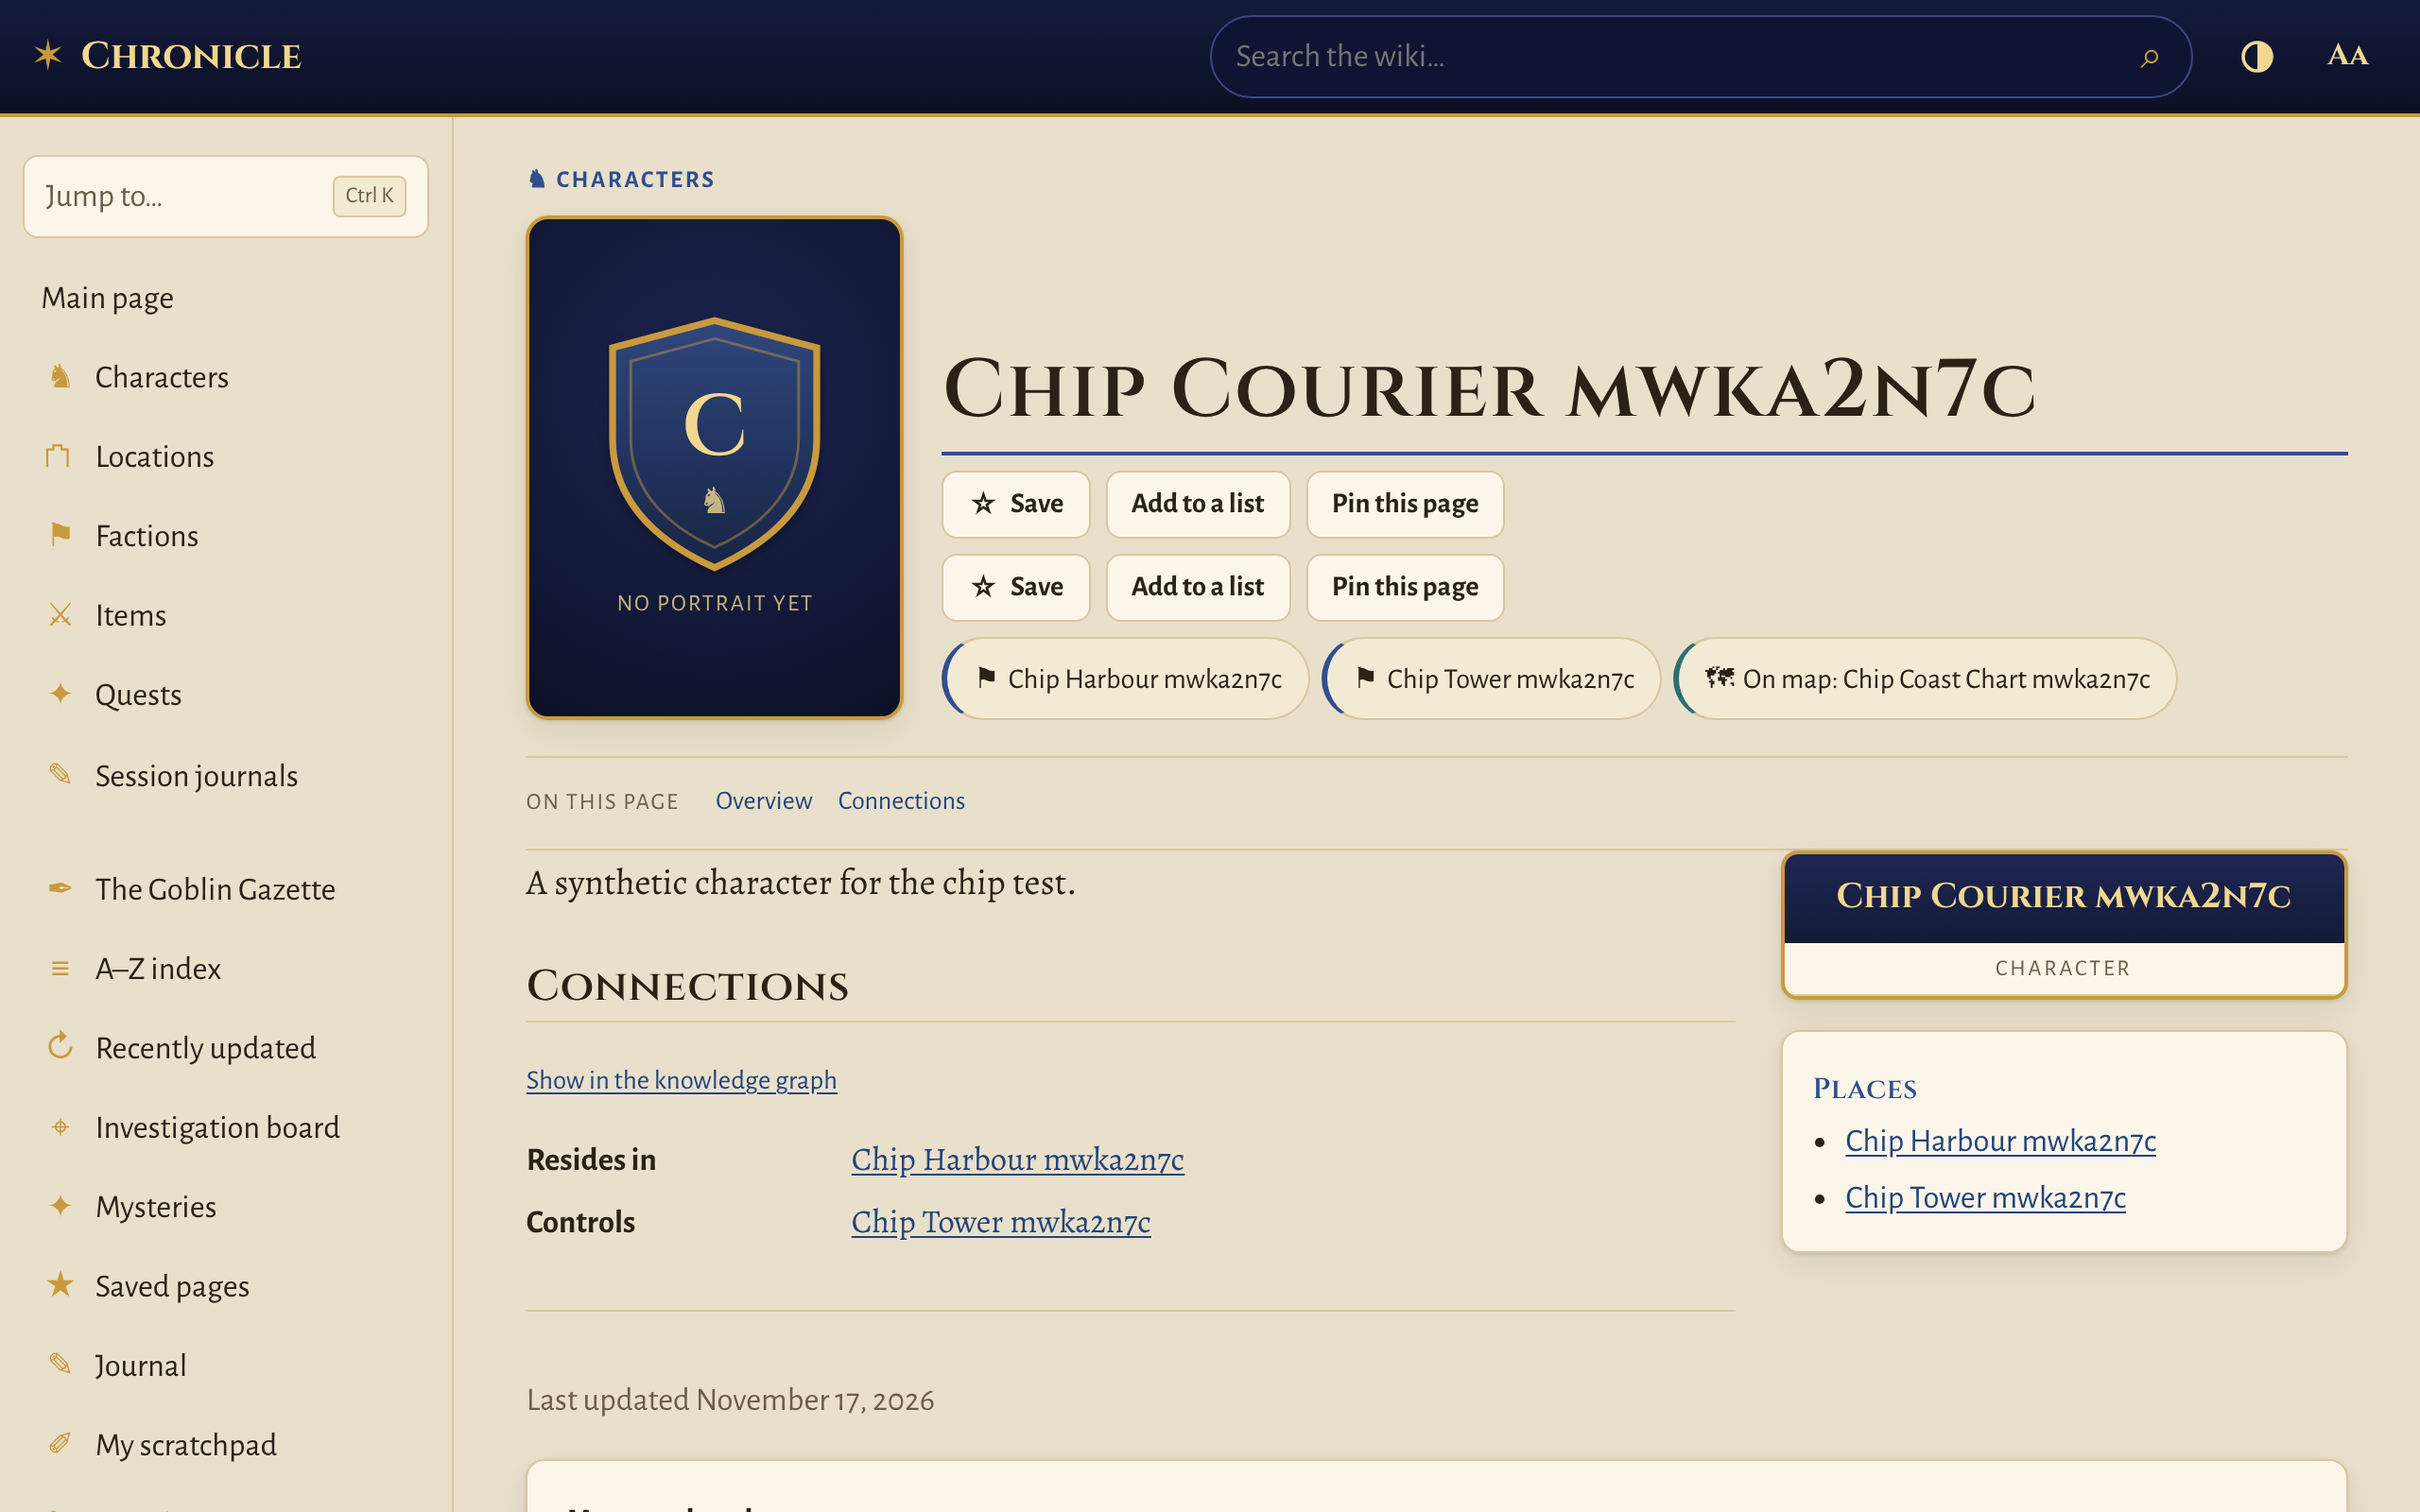 ✶ CHRONICLE
Search the wiki...
AA
Jump to...
Ctrl K
Main page
Characters
Locations
Factions
Items
Quests
Session journals
The Goblin Gazette
A–Z index
Recently updated
Investigation board
Mysteries
Saved pages
Journal
My scratchpad
CHARACTERS
C
NO PORTRAIT YET
CHIP COURIER MWKA2N7C
☆ Save Add to a list Pin this page
☆ Save Add to a list Pin this page
Chip Harbour mwka2n7c Chip Tower mwka2n7c On map: Chip Coast Chart mwka2n7c
ON THIS PAGE Overview Connections
A synthetic character for the chip test.
CONNECTIONS
Show in the knowledge graph
Resides in Chip Harbour mwka2n7c
Controls Chip Tower mwka2n7c
Last updated November 17, 2026
CHIP COURIER MWKA2N7C
CHARACTER
PLACES
• Chip Harbour mwka2n7c
• Chip Tower mwka2n7c